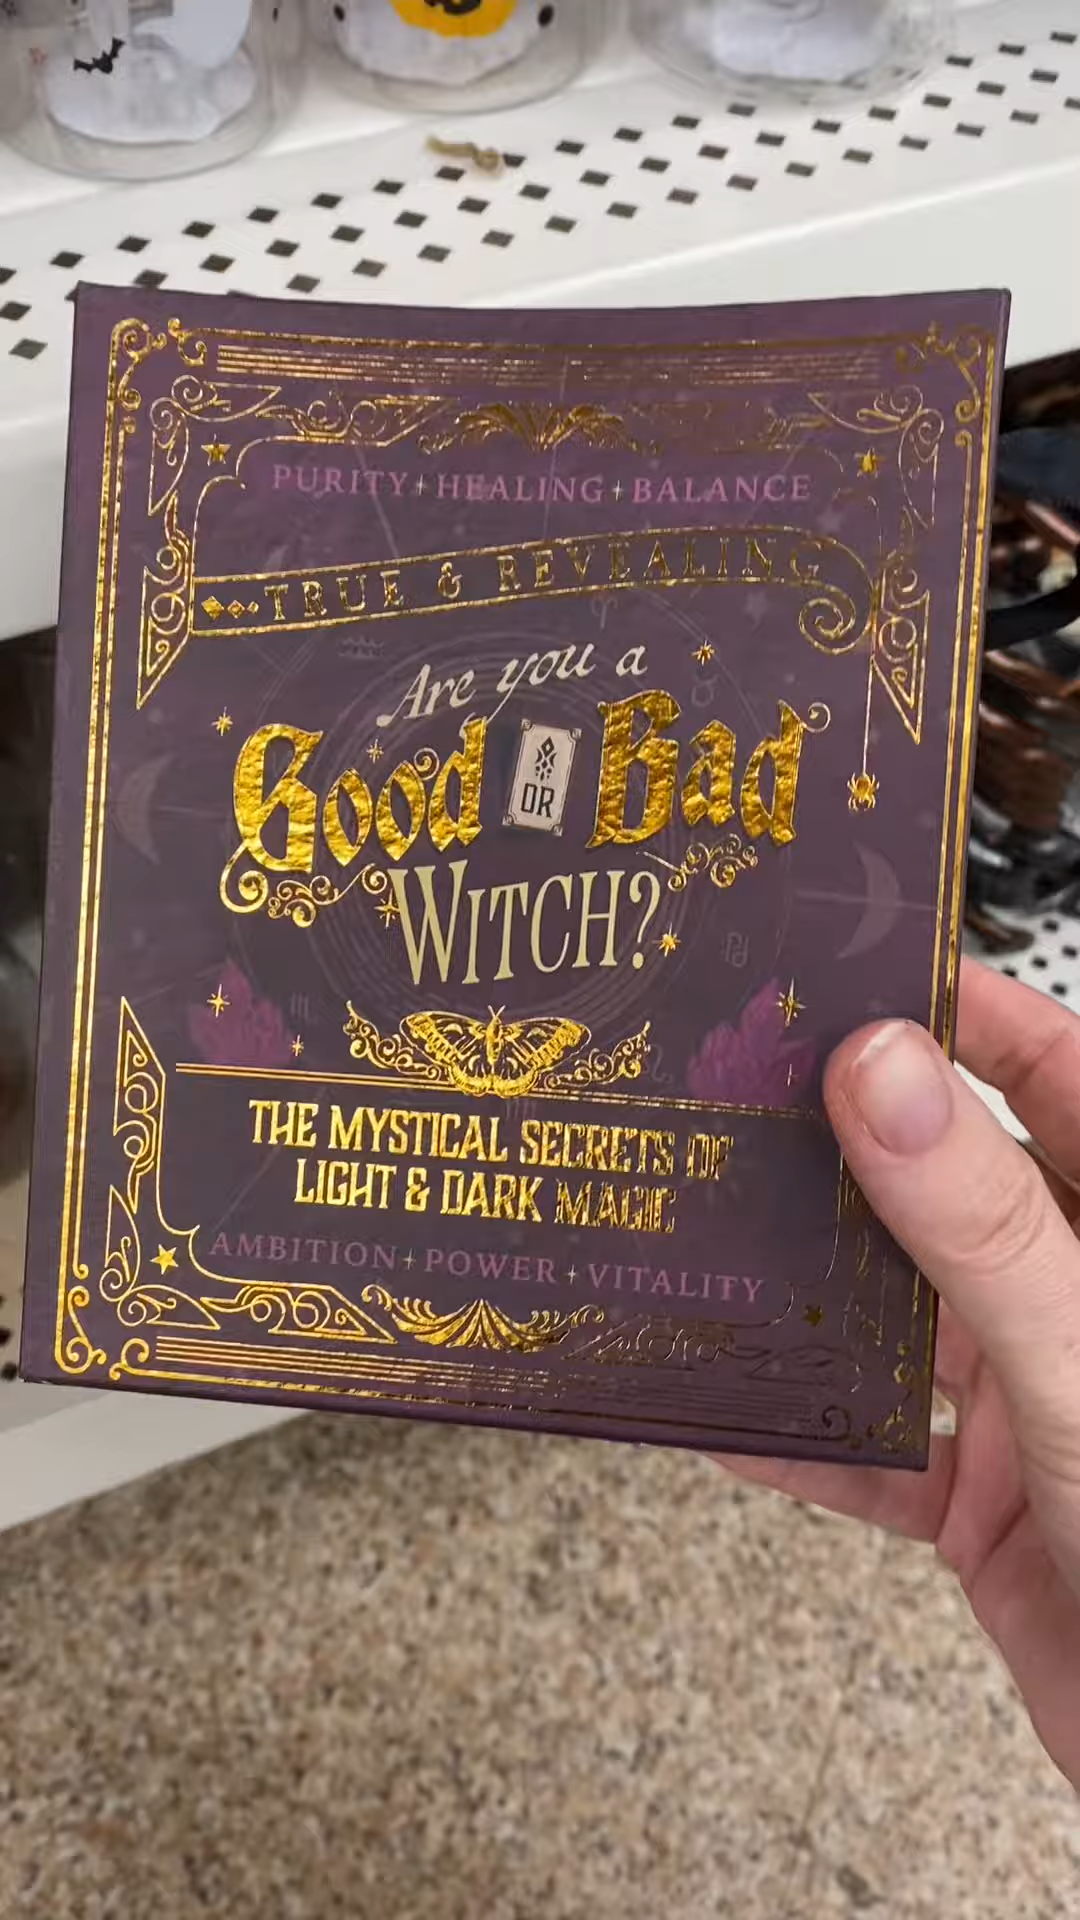 PURITY + HEALING + BALANCE
TRUE & REVEALING
Are you a
Good OR Bad
WITCH?
THE MYSTICAL SECRETS OF
LIGHT & DARK MAGIC
AMBITION + POWER + VITALITY